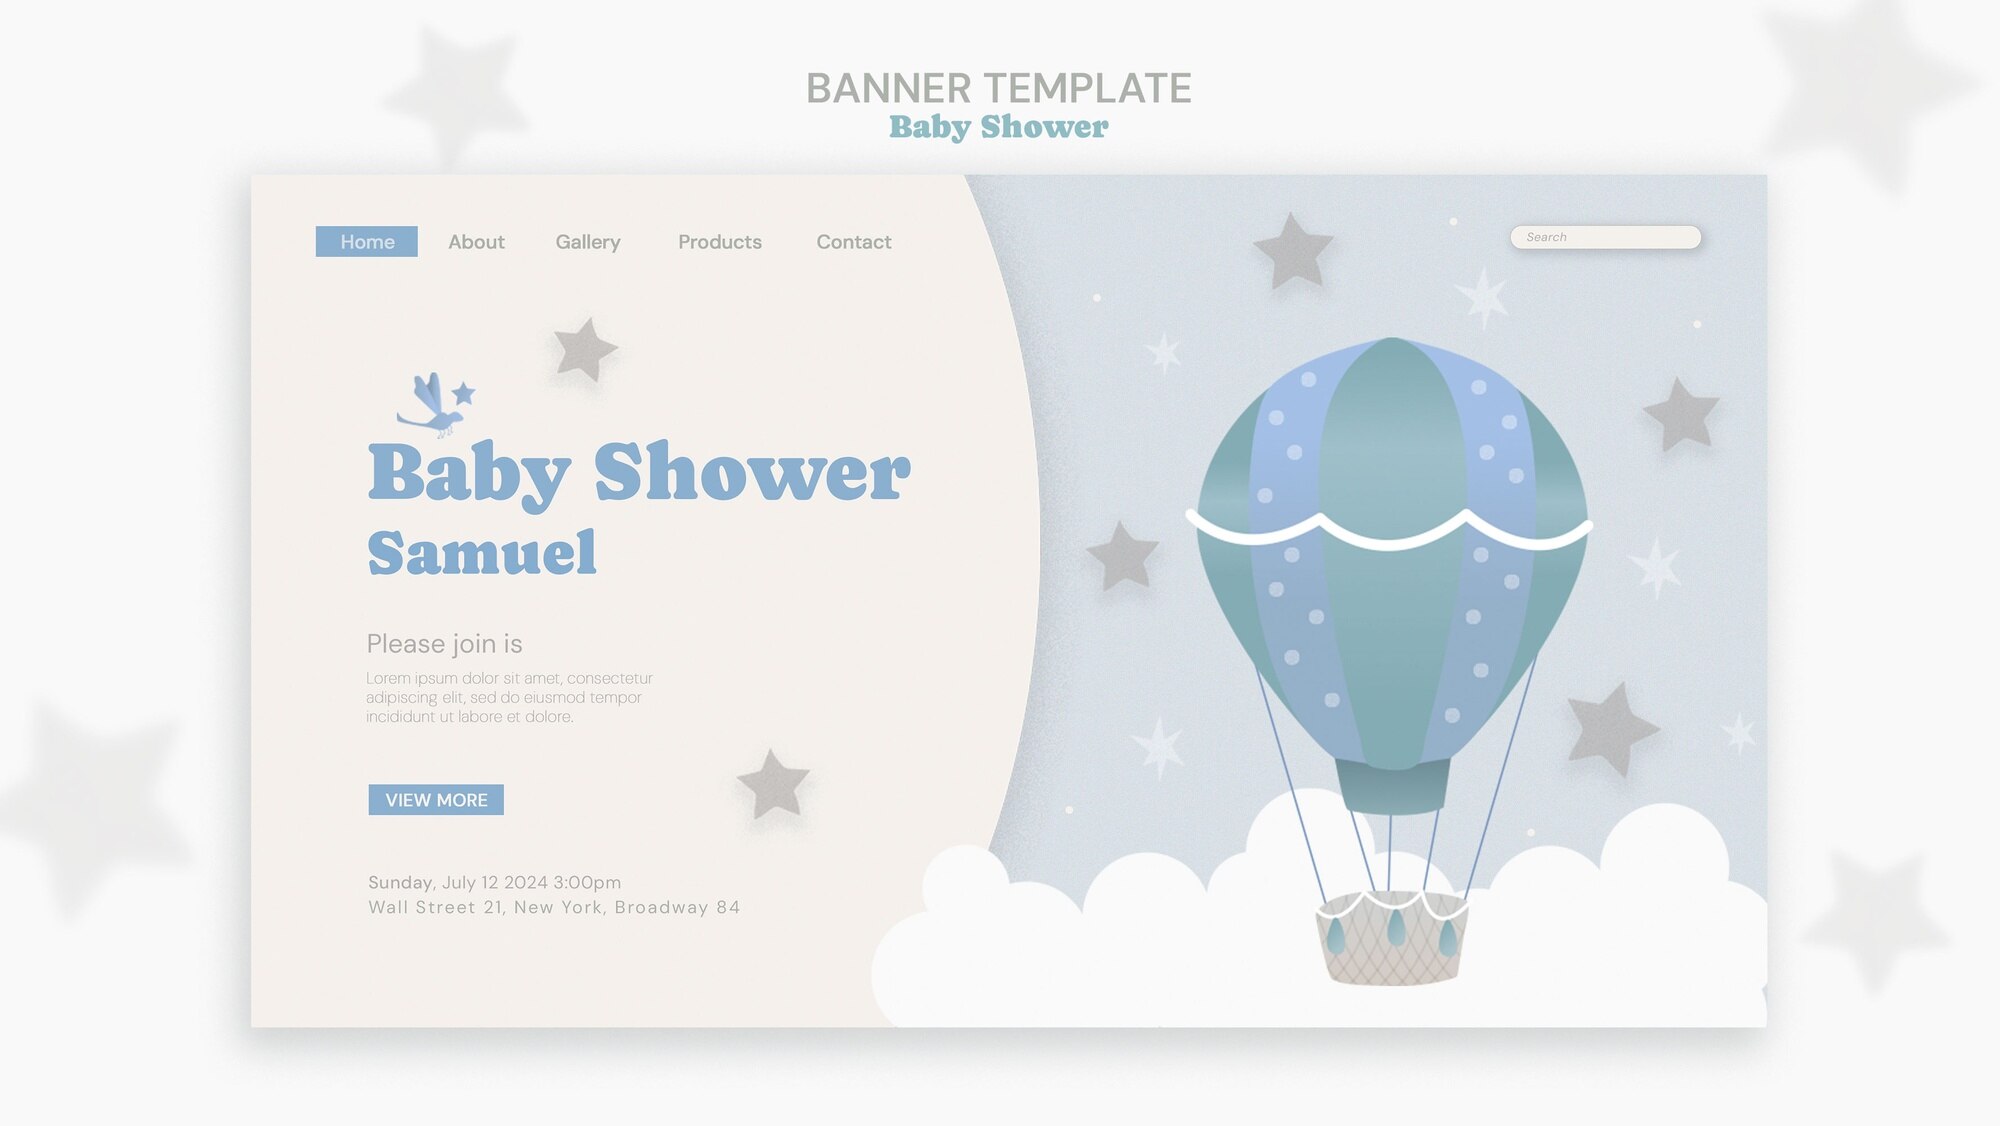 BANNER TEMPLATE
Baby Shower
Home About Gallery Products Contact
Search
Baby Shower
Samuel
Please join is
Lorem ipsum dolor sit amet, consectetur
adipiscing elit, sed do eiusmod tempor
incididunt ut labore et dolore.
VIEW MORE
Sunday, July 12 2024 3:00pm
Wall Street 21, New York, Broadway 84